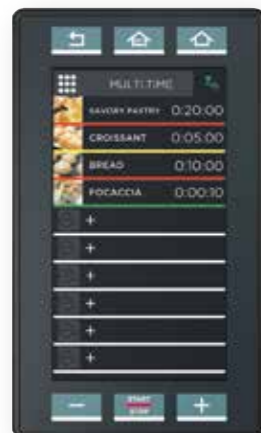 MULTI TIME
SAVORY PASTRY 0:20:00
CROISSANT 0:05:00
BREAD 0:10:00
FOCACCIA 0:00:10
+
+
+
+
+
+
− START STOP +